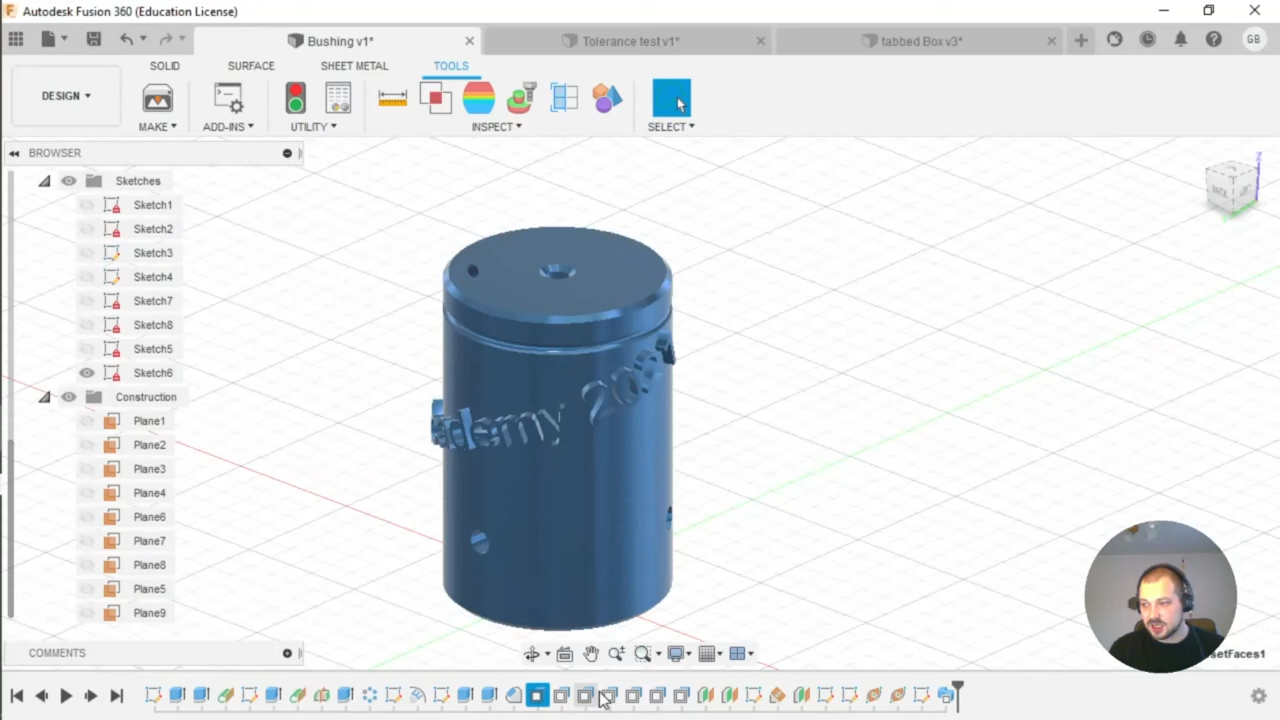 Autodesk Fusion 360 (Education License)
Bushing v1*
Tolerance test v1*
tabbed Box v3*
GB
DESIGN
SOLID
SURFACE
SHEET METAL
TOOLS
MAKE
ADD-INS
UTILITY
INSPECT
SELECT
BROWSER
Sketches
Sketch1
Sketch2
Sketch3
Sketch4
Sketch7
Sketch8
Sketch5
Sketch6
Construction
Plane1
Plane2
Plane3
Plane4
Plane6
Plane7
Plane8
Plane5
Plane9
ademy 2021
Z
COMMENTS
setFaces1